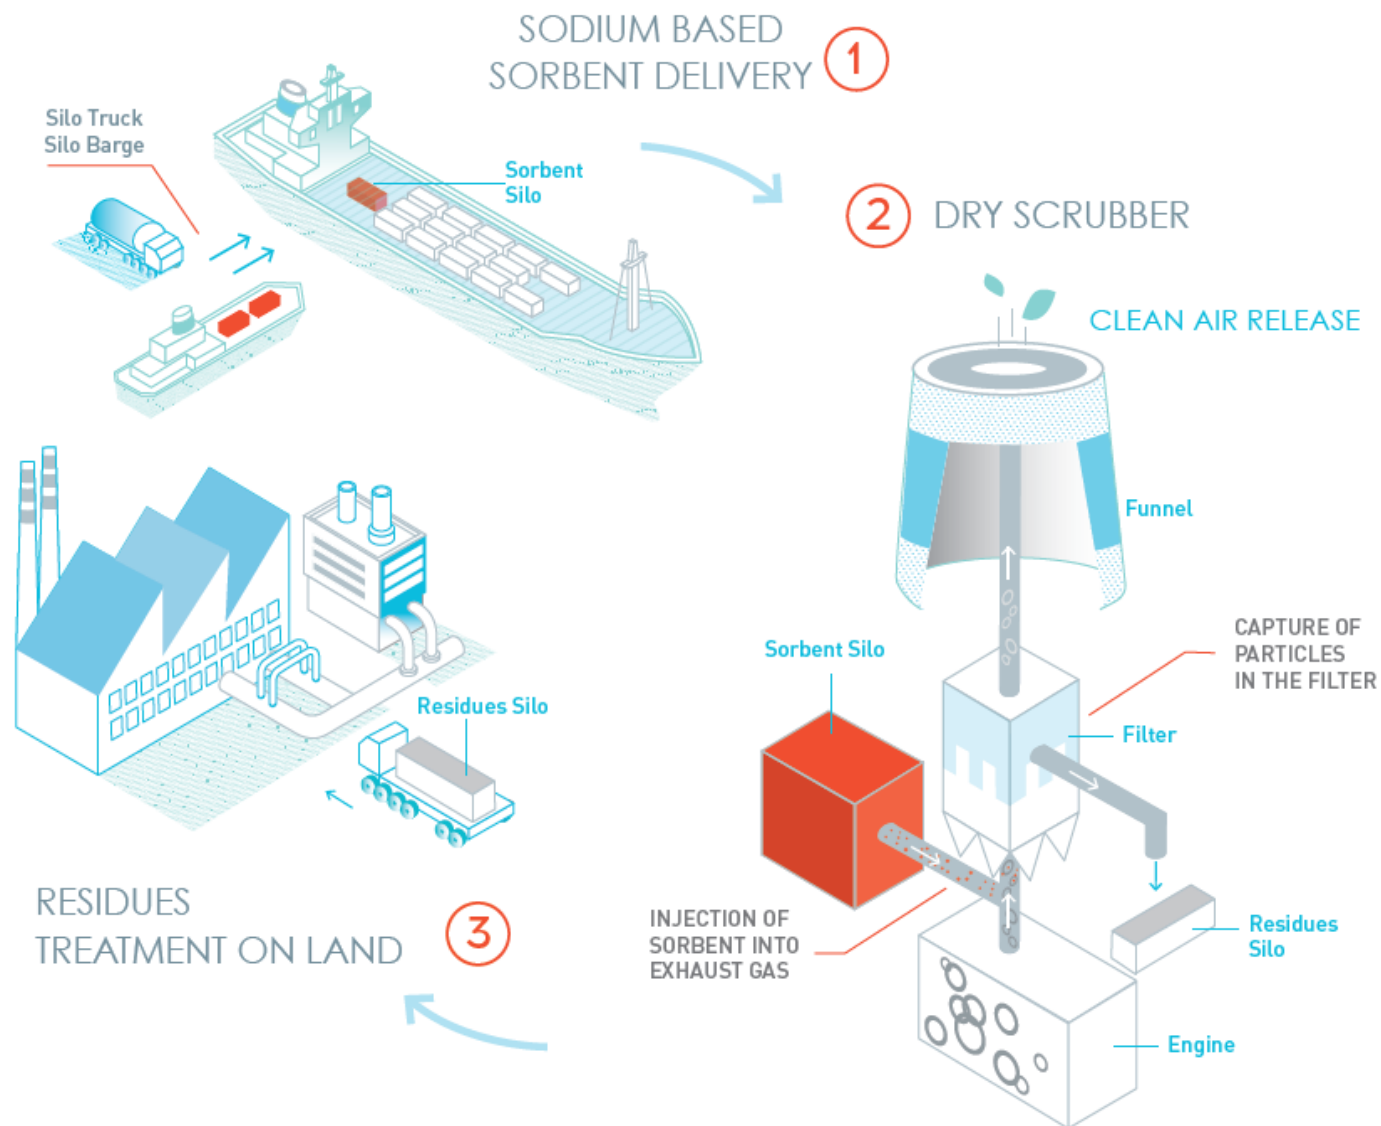 SODIUM BASED
SORBENT DELIVERY
1
Silo Truck
Silo Barge
Sorbent
Silo
2
DRY SCRUBBER
CLEAN AIR RELEASE
Funnel
CAPTURE OF
PARTICLES
IN THE FILTER
Sorbent Silo
Filter
INJECTION OF
SORBENT INTO
EXHAUST GAS
Residues
Silo
Engine
Residues Silo
RESIDUES
TREATMENT ON LAND
3